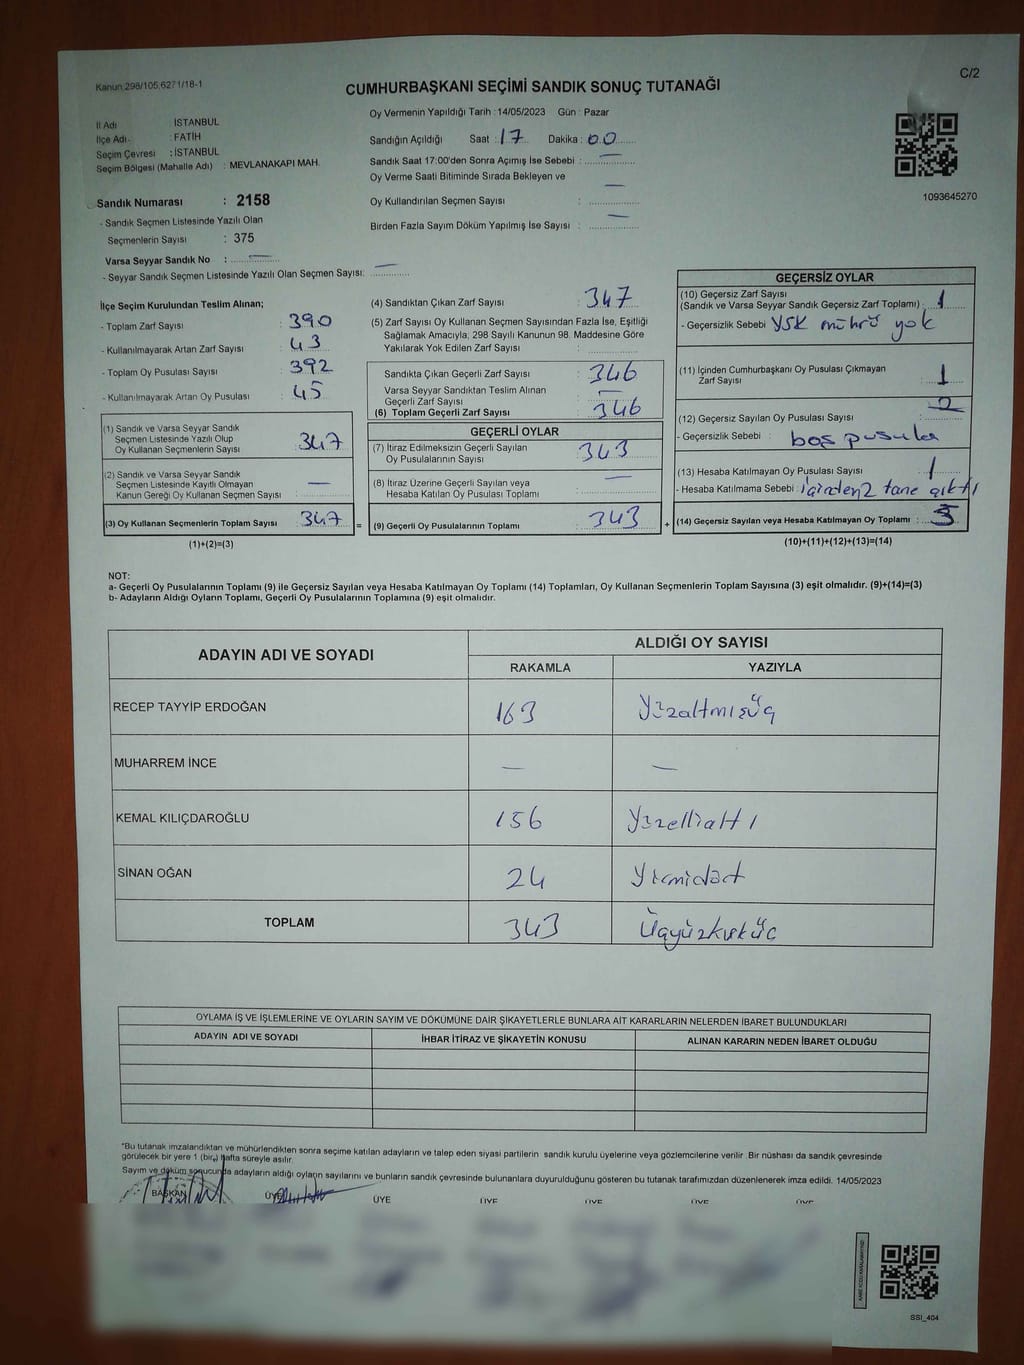 Kanun 298/105,6271/18-1
C/2
CUMHURBAŞKANI SEÇİMİ SANDIK SONUÇ TUTANAĞI
Oy Vermenin Yapıldığı Tarih : 14/05/2023 Gün : Pazar
İl Adı : İSTANBUL
İlçe Adı : FATİH
Seçim Çevresi : İSTANBUL
Seçim Bölgesi (Mahalle Adı) : MEVLANAKAPI MAH.
Sandığın Açıldığı Saat : 17 Dakika : 00
Sandık Saat 17:00'den Sonra Açımış İse Sebebi : —
Oy Verme Saati Bitiminde Sırada Bekleyen ve
Oy Kullandırılan Seçmen Sayısı : —
Birden Fazla Sayım Döküm Yapılmış İse Sayısı : —
1093645270
Sandık Numarası : 2158
- Sandık Seçmen Listesinde Yazılı Olan
Seçmenlerin Sayısı : 375
Varsa Seyyar Sandık No : —
- Seyyar Sandık Seçmen Listesinde Yazılı Olan Seçmen Sayısı: —
İlçe Seçim Kurulundan Teslim Alınan;
- Toplam Zarf Sayısı : 390
- Kullanılmayarak Artan Zarf Sayısı : 43
- Toplam Oy Pusulası Sayısı : 392
- Kullanılmayarak Artan Oy Pusulası : 45
(1) Sandık ve Varsa Seyyar Sandık
Seçmen Listesinde Yazılı Olup
Oy Kullanan Seçmenlerin Sayısı : 347
(2) Sandık ve Varsa Seyyar Sandık
Seçmen Listesinde Kayıtlı Olmayan
Kanun Gereği Oy Kullanan Seçmen Sayısı : —
(3) Oy Kullanan Seçmenlerin Toplam Sayısı : 347 =
(1)+(2)=(3)
(4) Sandıktan Çıkan Zarf Sayısı : 347
(5) Zarf Sayısı Oy Kullanan Seçmen Sayısından Fazla İse, Eşitliği
Sağlamak Amacıyla, 298 Sayılı Kanunun 98. Maddesine Göre
Yakılarak Yok Edilen Zarf Sayısı :
Sandıkta Çıkan Geçerli Zarf Sayısı : 346
Varsa Seyyar Sandıktan Teslim Alınan
Geçerli Zarf Sayısı : —
(6) Toplam Geçerli Zarf Sayısı : 346
GEÇERLİ OYLAR
(7) İtiraz Edilmeksizin Geçerli Sayılan
Oy Pusulalarının Sayısı : 343
(8) İtiraz Üzerine Geçerli Sayılan veya
Hesaba Katılan Oy Pusulası Toplamı : —
(9) Geçerli Oy Pusulalarının Toplamı : 343 +
GEÇERSİZ OYLAR
(10) Geçersiz Zarf Sayısı
(Sandık ve Varsa Seyyar Sandık Geçersiz Zarf Toplamı) : 1
- Geçersizlik Sebebi : YSK mührü yok
(11) İçinden Cumhurbaşkanı Oy Pusulası Çıkmayan
Zarf Sayısı : 1
(12) Geçersiz Sayılan Oy Pusulası Sayısı :
- Geçersizlik Sebebi : boş pusula
(13) Hesaba Katılmayan Oy Pusulası Sayısı : 1
- Hesaba Katılmama Sebebi : içinden 2 tane çıktı
(14) Geçersiz Sayılan veya Hesaba Katılmayan Oy Toplamı :
(10)+(11)+(12)+(13)=(14)
NOT:
a- Geçerli Oy Pusulalarının Toplamı (9) ile Geçersiz Sayılan veya Hesaba Katılmayan Oy Toplamı (14) Toplamları, Oy Kullanan Seçmenlerin Toplam Sayısına (3) eşit olmalıdır. (9)+(14)=(3)
b- Adayların Aldığı Oyların Toplamı, Geçerli Oy Pusulalarının Toplamına (9) eşit olmalıdır.
ADAYIN ADI VE SOYADI
ALDIĞI OY SAYISI
RAKAMLA YAZIYLA
RECEP TAYYİP ERDOĞAN 163 Yüzaltmışüç
MUHARREM İNCE — —
KEMAL KILIÇDAROĞLU 156 Yüzellialtı
SİNAN OĞAN 24 Yirmidört
TOPLAM 343 Üçyüzkırküç
OYLAMA İŞ VE İŞLEMLERİNE VE OYLARIN SAYIM VE DÖKÜMÜNE DAİR ŞİKAYETLERLE BUNLARA AİT KARARLARIN NELERDEN İBARET BULUNDUKLARI
ADAYIN ADI VE SOYADI İHBAR İTİRAZ VE ŞİKAYETİN KONUSU ALINAN KARARIN NEDEN İBARET OLDUĞU
*Bu tutanak imzalandıktan ve mühürlendikten sonra seçime katılan adayların ve talep eden siyasi partilerin sandık kurulu üyelerine veya gözlemcilerine verilir. Bir nüshası da sandık çevresinde
görülecek bir yere 1 (bir) hafta süreyle asılır.
Sayım ve döküm sonucunda adayların aldığı oyların sayılarını ve bunların sandık çevresinde bulunanlara duyurulduğunu gösteren bu tutanak tarafımızdan düzenlenerek imza edildi. 14/05/2023
BAŞKAN ÜYE ÜYE ÜYE ÜYE ÜYE ÜYE
SSI_404